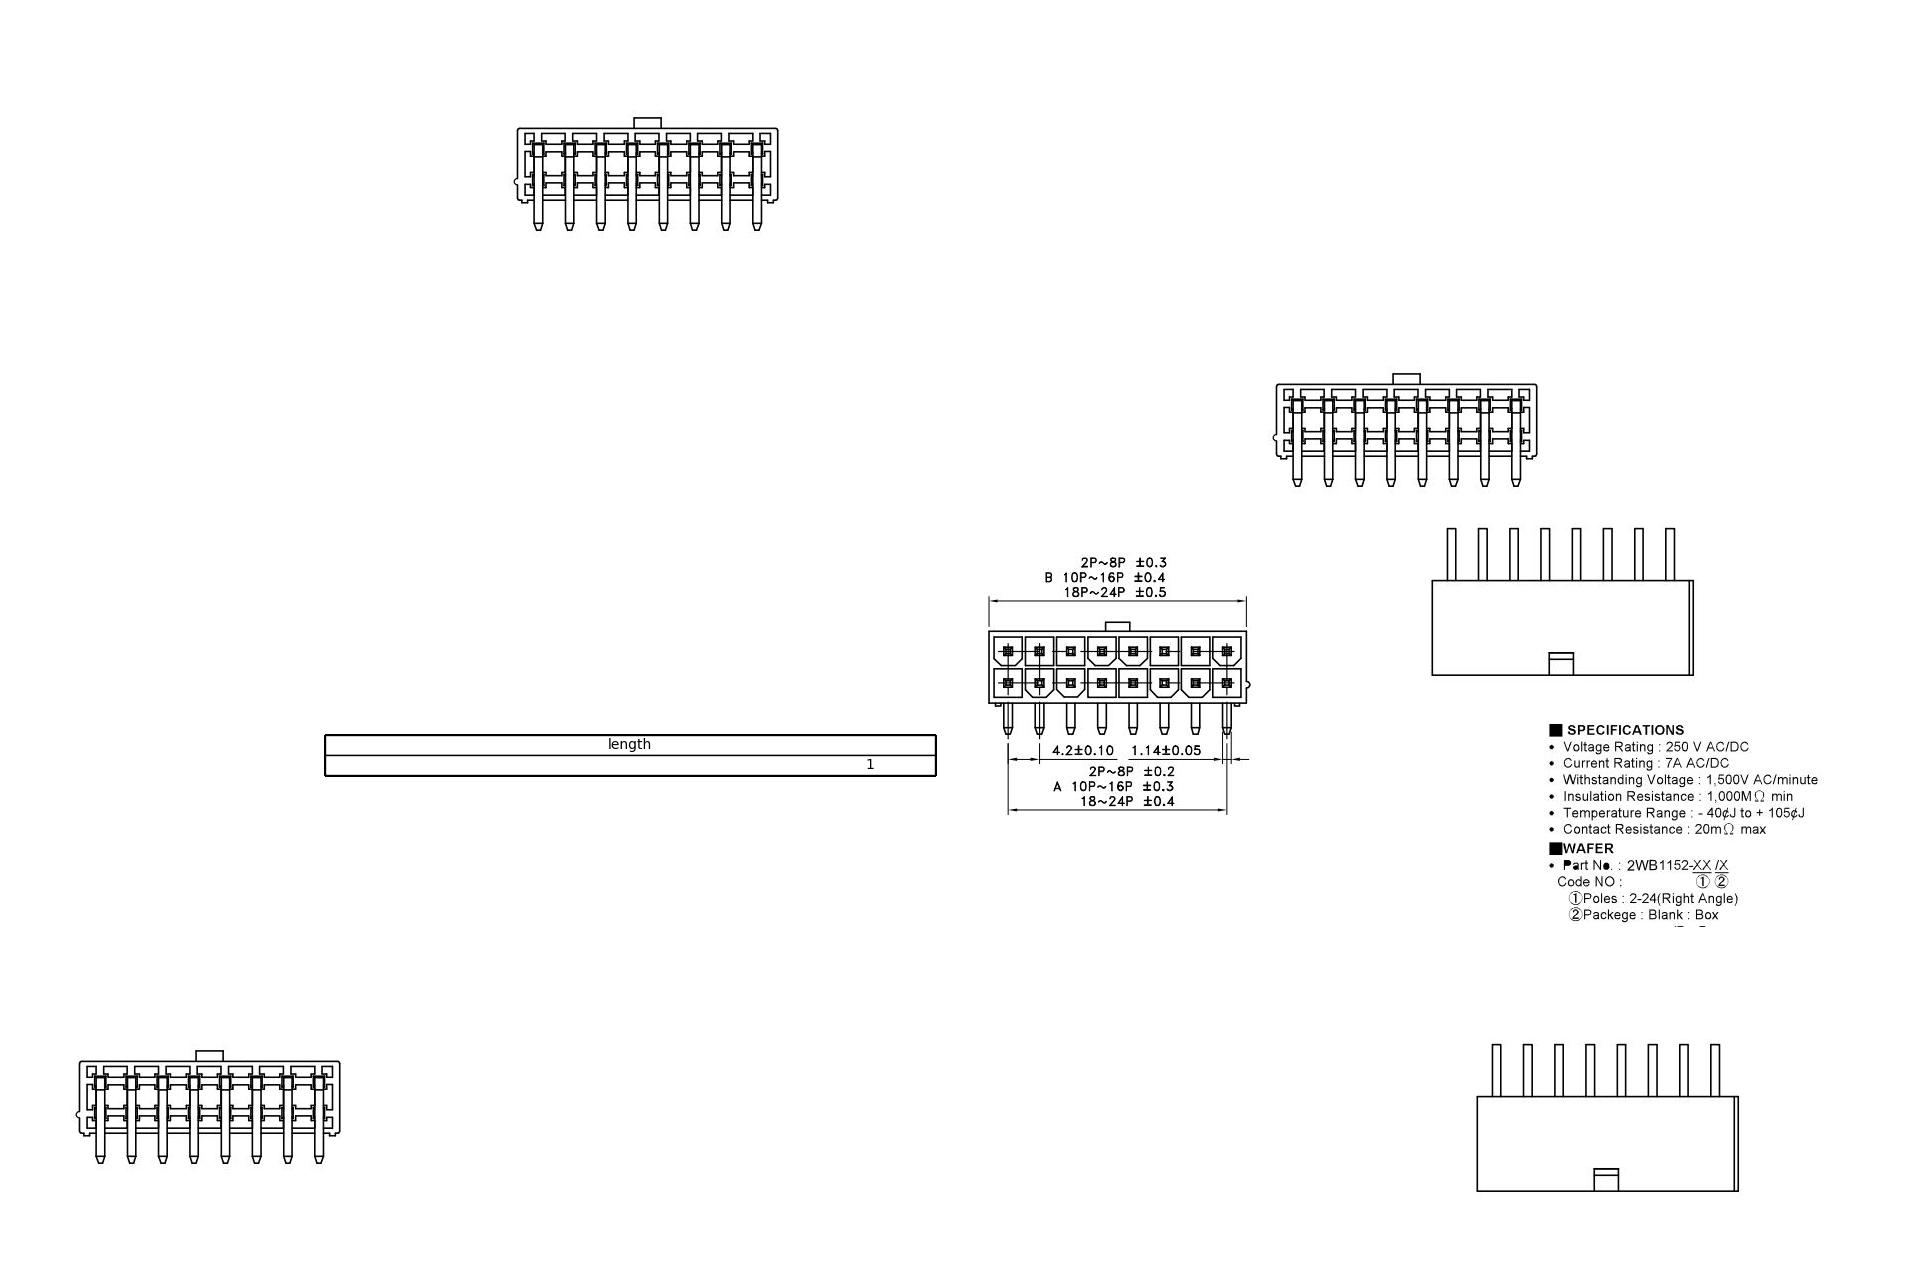 2P~8P ±0.3
B 10P~16P ±0.4
18P~24P ±0.5
length
1
4.2±0.10 1.14±0.05
2P~8P ±0.2
A 10P~16P ±0.3
18~24P ±0.4
■ SPECIFICATIONS
• Voltage Rating : 250 V AC/DC
• Current Rating : 7A AC/DC
• Withstanding Voltage : 1,500V AC/minute
• Insulation Resistance : 1,000MΩ min
• Temperature Range : - 40¢J to + 105¢J
• Contact Resistance : 20mΩ max
■WAFER
• Part No. : 2WB1152-XX /X
Code NO : ① ②
①Poles : 2-24(Right Angle)
②Packege : Blank : Box